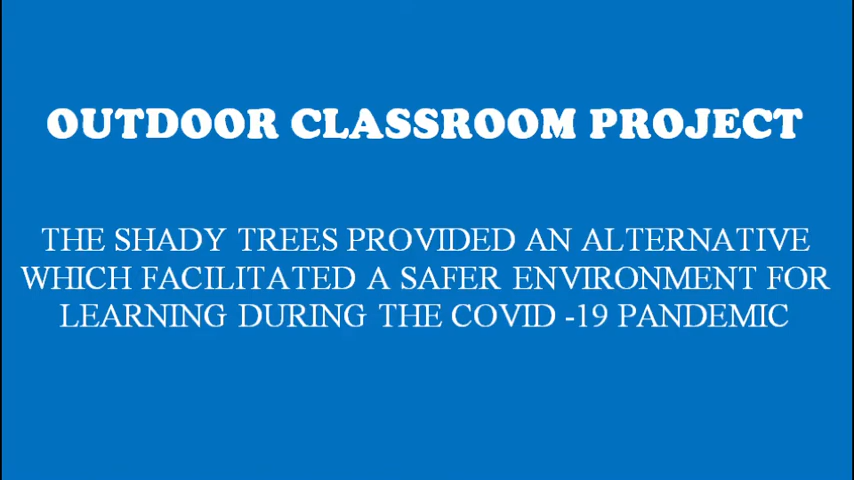 OUTDOOR CLASSROOM PROJECT
THE SHADY TREES PROVIDED AN ALTERNATIVE
WHICH FACILITATED A SAFER ENVIRONMENT FOR
LEARNING DURING THE COVID -19 PANDEMIC